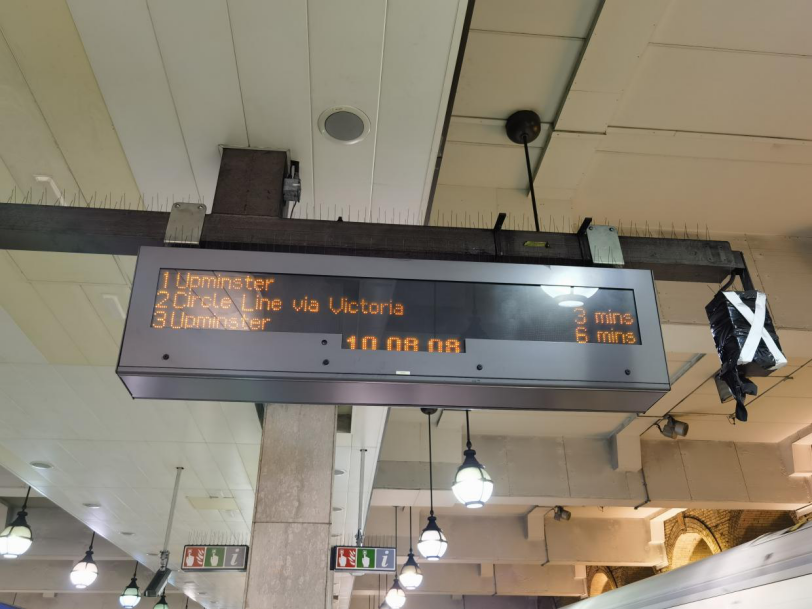 1 Upminster
2 Circle Line via Victoria 3 mins
3 Upminster 6 mins
10:08:08